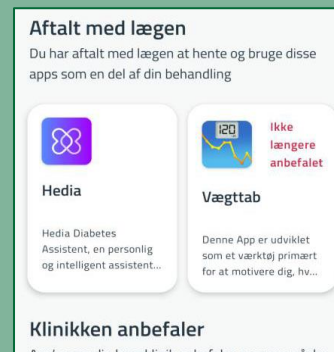 Aftalt med lægen
Du har aftalt med lægen at hente og bruge disse
apps som en del af din behandling
Hedia
Hedia Diabetes
Assistent, en personlig
og intelligent assistent...
120
Ikke
længere
anbefalet
Vægttab
Denne App er udviklet
som et værktøj primært
for at motivere dig, hv...
Klinikken anbefaler